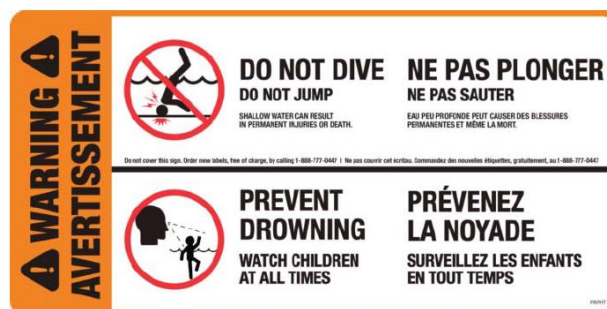 WARNING
AVERTISSEMENT
DO NOT DIVE
DO NOT JUMP
SHALLOW WATER CAN RESULT
IN PERMANENT INJURIES OR DEATH.
NE PAS PLONGER
NE PAS SAUTER
EAU PEU PROFONDE PEUT CAUSER DES BLESSURES
PERMANENTES ET MÊME LA MORT.
Do not cover this sign. Order new labels, free of charge, by calling 1-888-777-0447 | Ne pas couvrir cet écritau. Commandez des nouvelles étiquettes, gratuitement, au 1-888-777-0447
PREVENT
DROWNING
WATCH CHILDREN
AT ALL TIMES
PRÉVENEZ
LA NOYADE
SURVEILLEZ LES ENFANTS
EN TOUT TEMPS